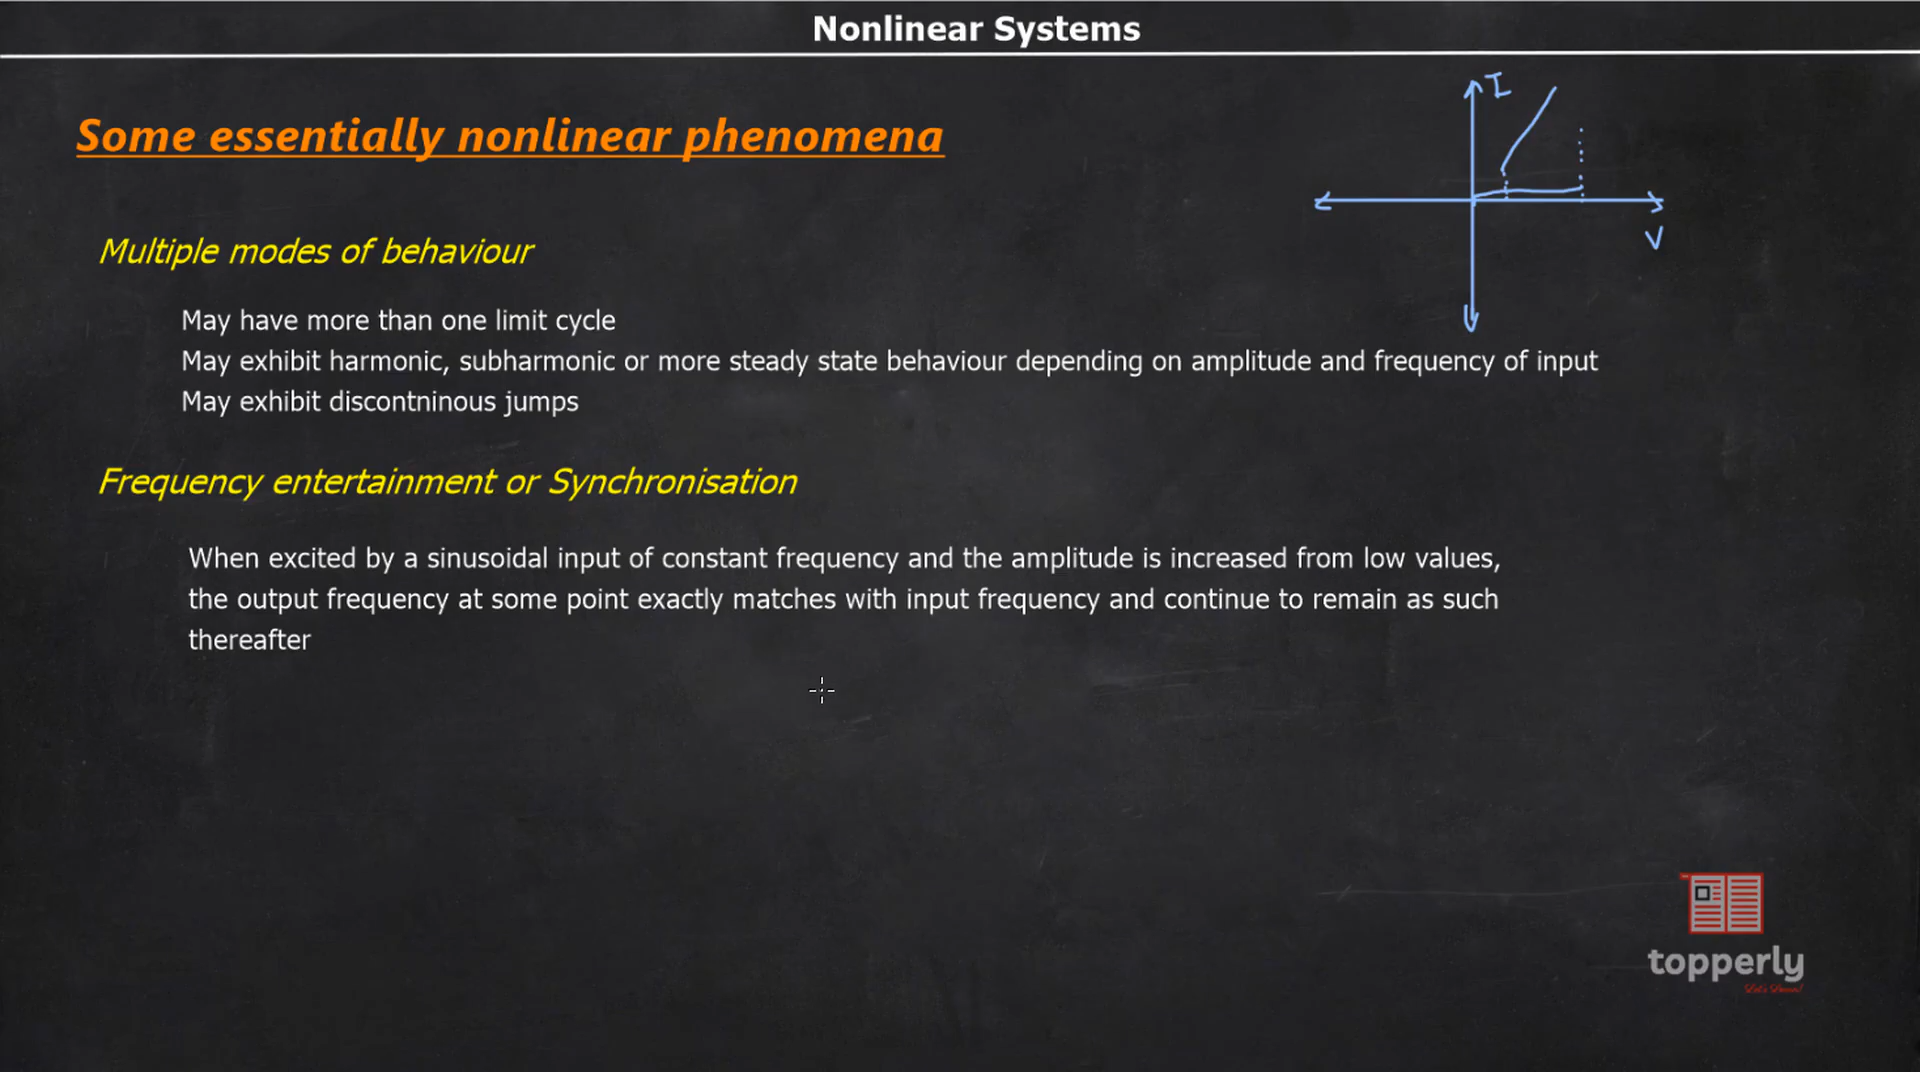 Nonlinear Systems
Some essentially nonlinear phenomena
I
V
Multiple modes of behaviour
May have more than one limit cycle
May exhibit harmonic, subharmonic or more steady state behaviour depending on amplitude and frequency of input
May exhibit discontninous jumps
Frequency entertainment or Synchronisation
When excited by a sinusoidal input of constant frequency and the amplitude is increased from low values,
the output frequency at some point exactly matches with input frequency and continue to remain as such
thereafter
topperly